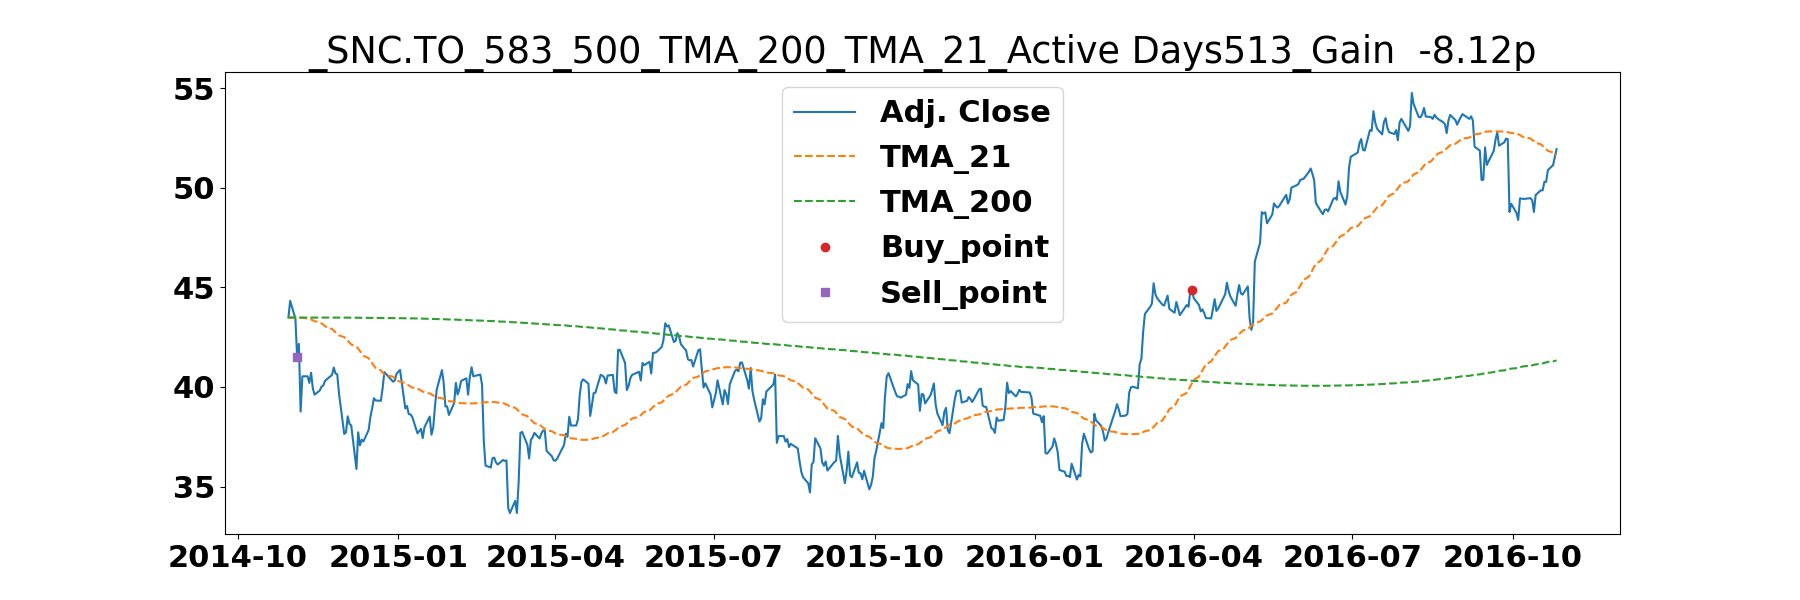 _SNC.TO_583_500_TMA_200_TMA_21_Active Days513_Gain  -8.12p
55
50
45
40
35
Adj. Close
TMA_21
TMA_200
Buy_point
Sell_point
2014-10 2015-01 2015-04 2015-07 2015-10 2016-01 2016-04 2016-07 2016-10